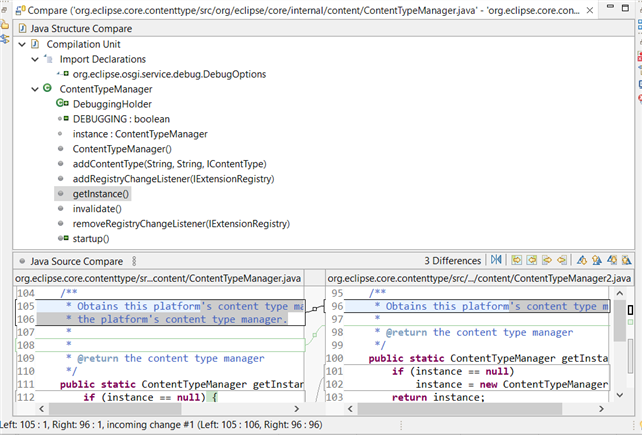 Compare ('org.eclipse.core.contenttype/src/org/eclipse/core/internal/content/ContentTypeManager.java' - 'org.eclipse.core.con...
Java Structure Compare
Compilation Unit
Import Declarations
org.eclipse.osgi.service.debug.DebugOptions
ContentTypeManager
DebuggingHolder
DEBUGGING : boolean
instance : ContentTypeManager
ContentTypeManager()
addContentType(String, String, IContentType)
addRegistryChangeListener(IExtensionRegistry)
getInstance()
invalidate()
removeRegistryChangeListener(IExtensionRegistry)
startup()
Java Source Compare
3 Differences
org.eclipse.core.contenttype/sr...content/ContentTypeManager.java
104 /**
105 * Obtains this platform's content type ma
106 * the platform's content type manager.
107 *
108 *
109 * @return the content type manager
110 */
111 public static ContentTypeManager getInstan
112 if (instance == null) {
org.eclipse.core.contenttype/src/.../content/ContentTypeManager2.java
95 /**
96 * Obtains this platform's content type m
97 *
98 * @return the content type manager
99 */
100 public static ContentTypeManager getInsta
101 if (instance == null)
102 instance = new ContentTypeManager
103 return instance;
Left: 105 : 1, Right: 96 : 1, incoming change #1 (Left: 105 : 106, Right: 96 : 96)